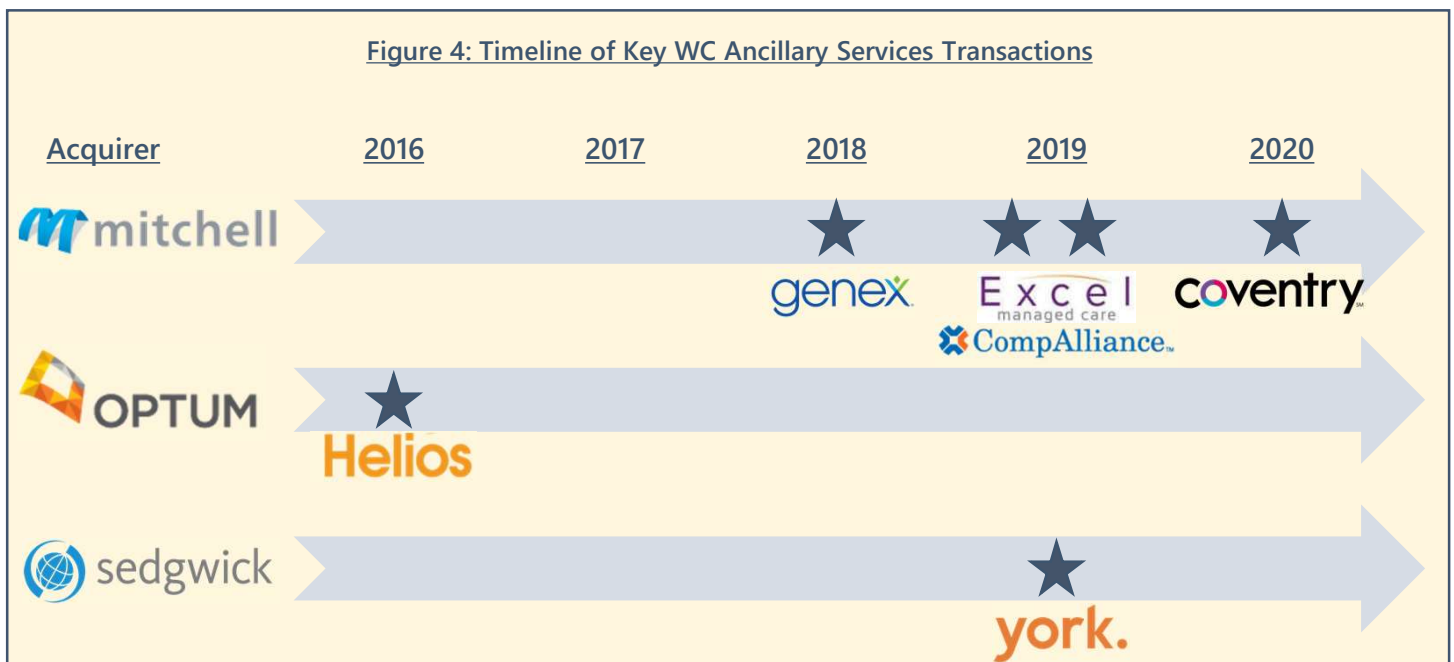 Figure 4: Timeline of Key WC Ancillary Services Transactions
Acquirer 2016 2017 2018 2019 2020
mitchell
genex Excel coventry
managed care
CompAlliance™
OPTUM
Helios
sedgwick
york.